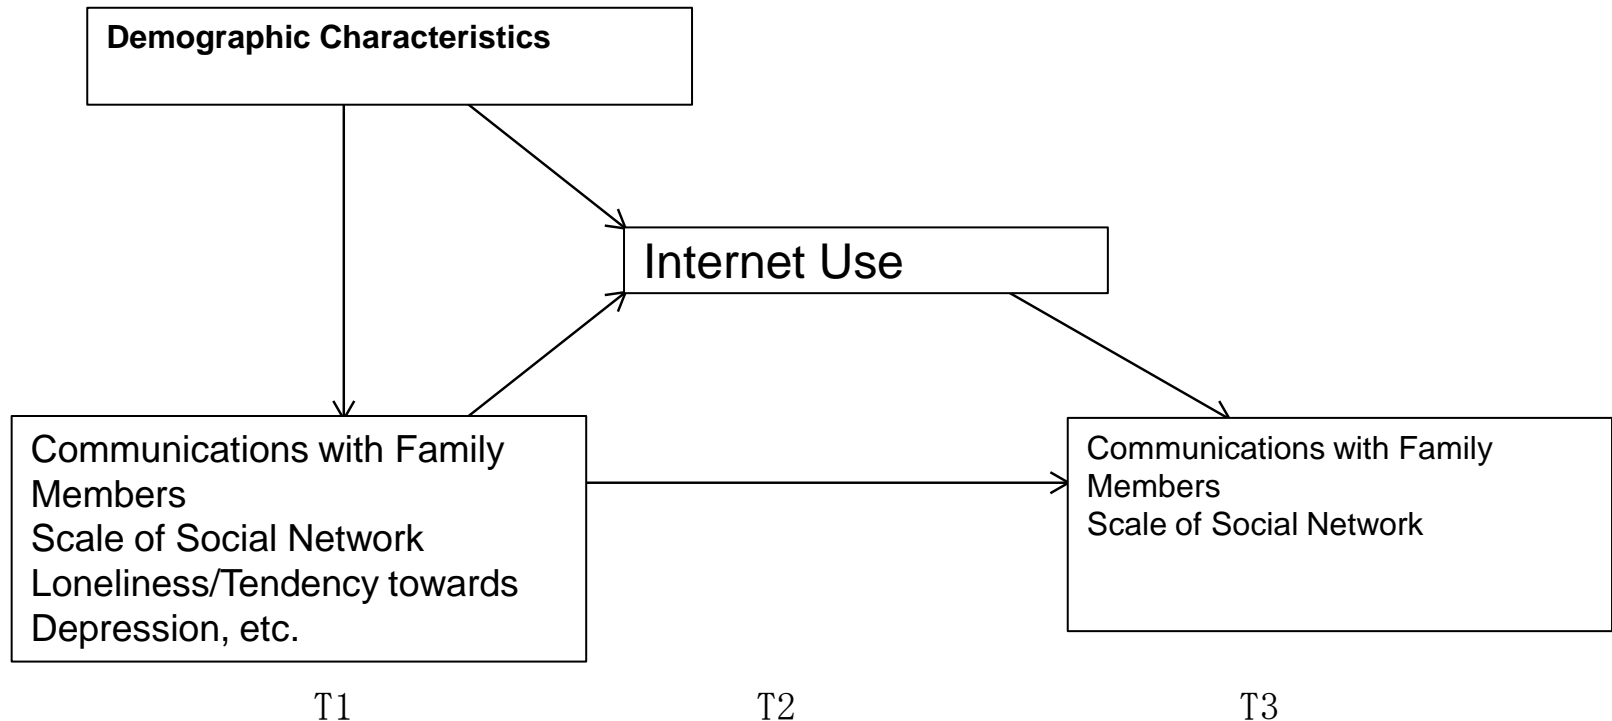 Demographic Characteristics
Internet Use
Communications with Family
Members
Scale of Social Network
Loneliness/Tendency towards
Depression, etc.
Communications with Family
Members
Scale of Social Network
T1
T2
T3